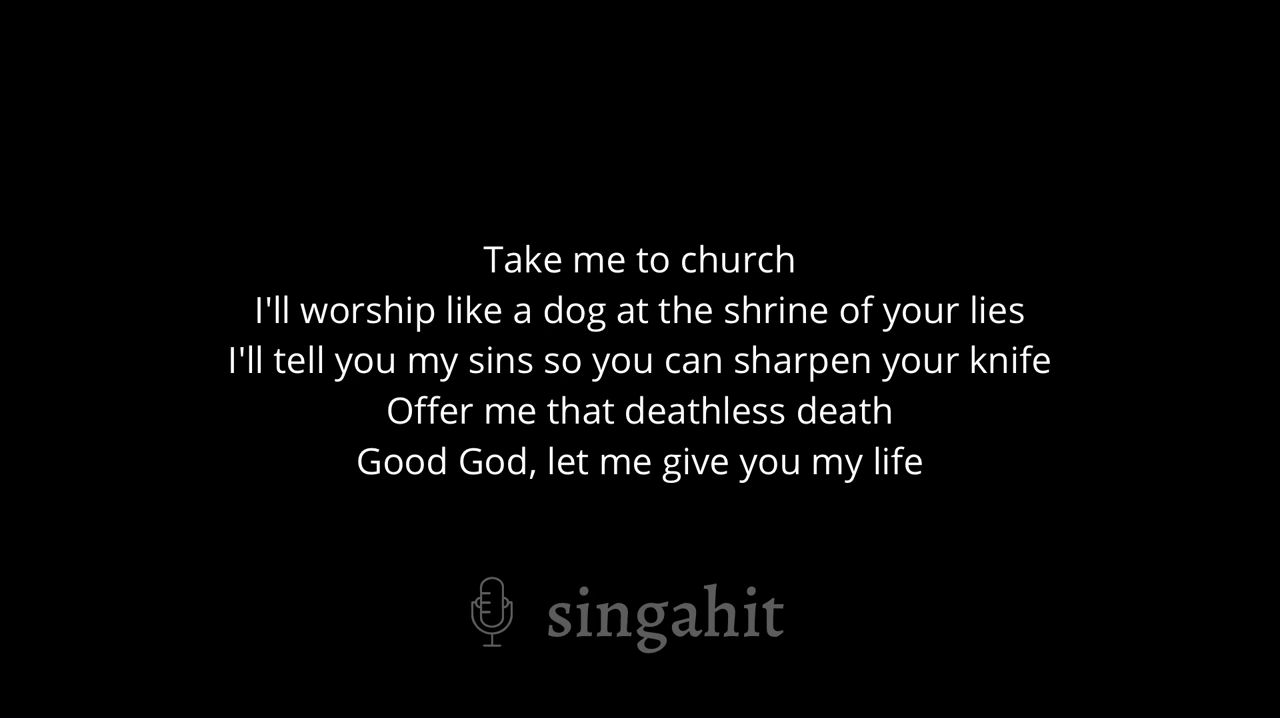 Take me to church
I'll worship like a dog at the shrine of your lies
I'll tell you my sins so you can sharpen your knife
Offer me that deathless death
Good God, let me give you my life
singahit